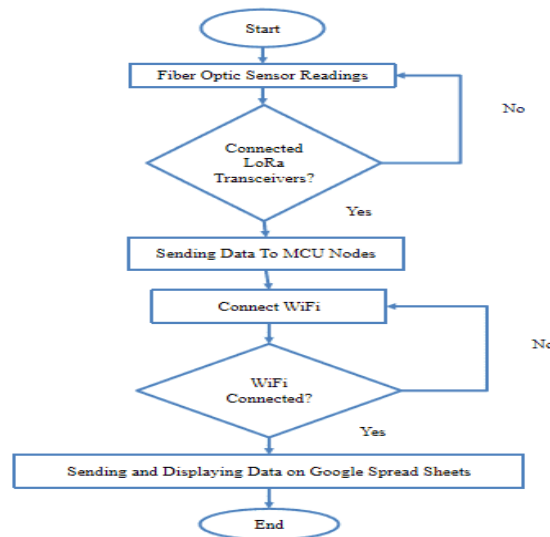 Start
Fiber Optic Sensor Readings
No
Connected
LoRa
Transceivers?
Yes
Sending Data To MCU Nodes
Connect WiFi
No
WiFi
Connected?
Yes
Sending and Displaying Data on Google Spread Sheets
End